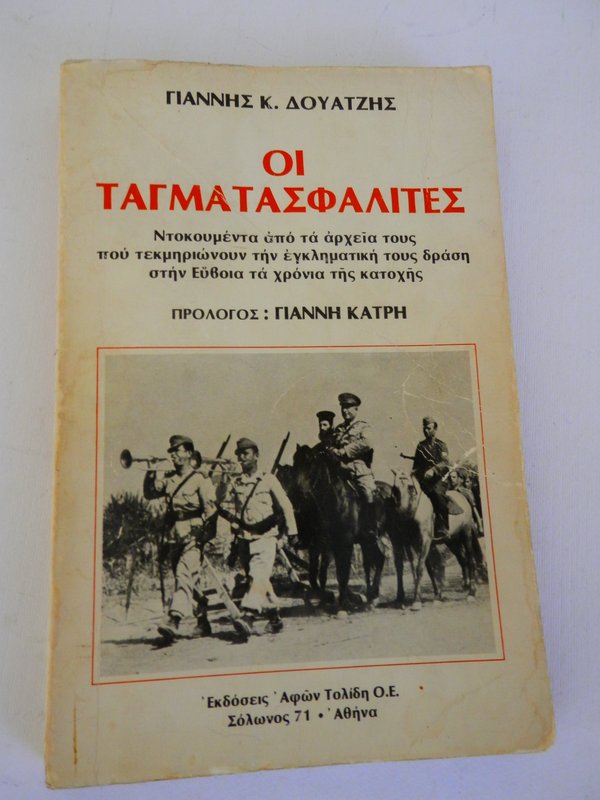 ΓΙΑΝΝΗΣ Κ. ΔΟΥΑΤΖΗΣ
ΟΙ
ΤΑΓΜΑΤΑΣΦΑΛΙΤΕΣ
Ντοκουμέντα ἀπό τά ἀρχεῖα τους
πού τεκμηριώνουν τήν ἐγκληματική τους δράση
στήν Εὔβοια τά χρόνια τῆς κατοχῆς
ΠΡΟΛΟΓΟΣ : ΓΙΑΝΝΗ ΚΑΤΡΗ
Ἐκδόσεις Ἀφῶν Τολίδη Ο.Ε.
Σόλωνος 71 • Ἀθήνα